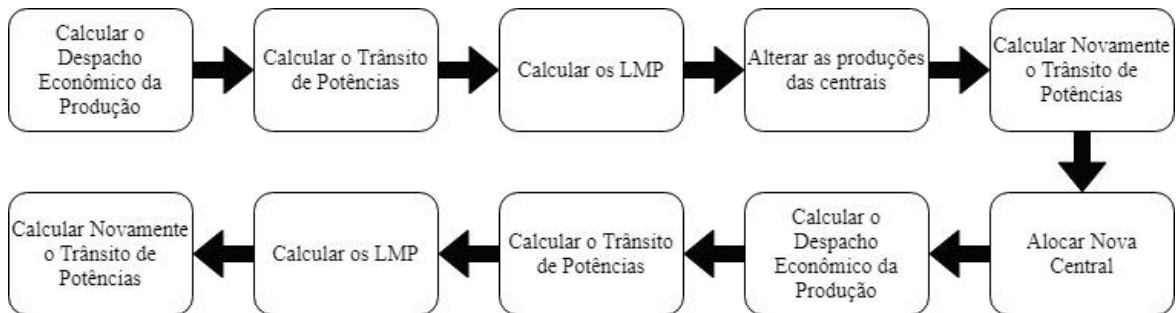 Calcular o
Despacho
Econômico da
Produção
Calcular o Trânsito
de Potências
Calcular os LMP
Alterar as produções
das centrais
Calcular Novamente
o Trânsito de
Potências
Alocar Nova
Central
Calcular o
Despacho
Econômico da
Produção
Calcular o Trânsito
de Potências
Calcular os LMP
Calcular Novamente
o Trânsito de
Potências